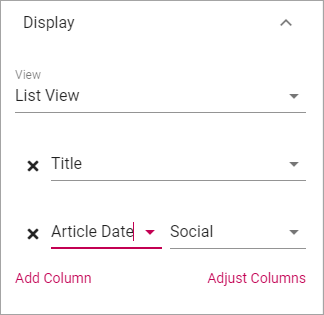 Display
View
List View
Title
Article Date Social
Add Column Adjust Columns